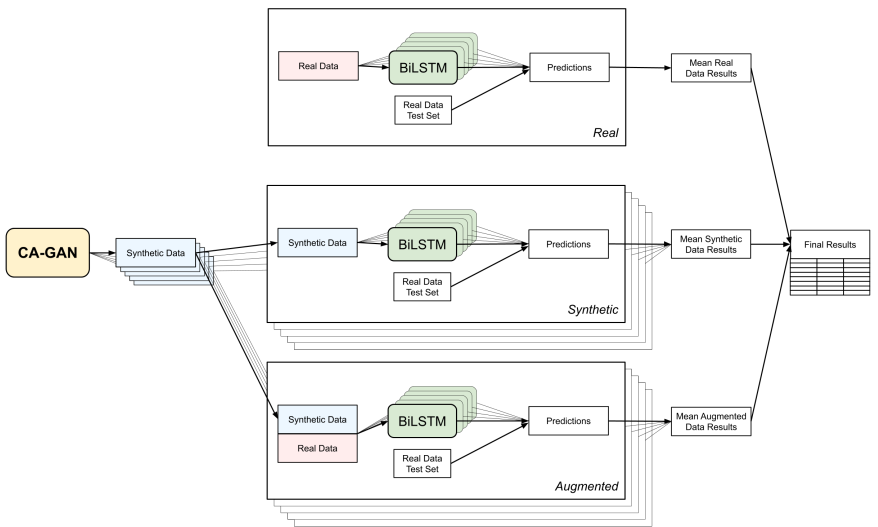 Real Data
BiLSTM
Predictions
Real Data
Test Set
Real
Mean Real
Data Results
CA-GAN
Synthetic Data
Synthetic Data
BiLSTM
Predictions
Real Data
Test Set
Synthetic
Mean Synthetic
Data Results
Final Results
Synthetic Data
Real Data
BiLSTM
Predictions
Real Data
Test Set
Augmented
Mean Augmented
Data Results